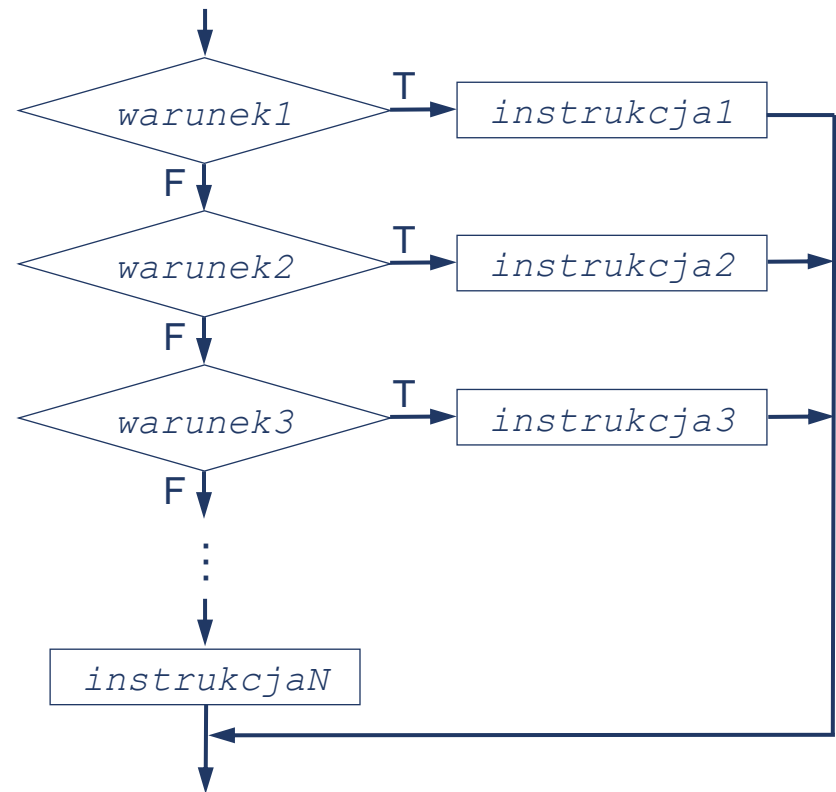 T
warunek1
instrukcja1
F
T
warunek2
instrukcja2
F
T
warunek3
instrukcja3
F
...
instrukcjaN